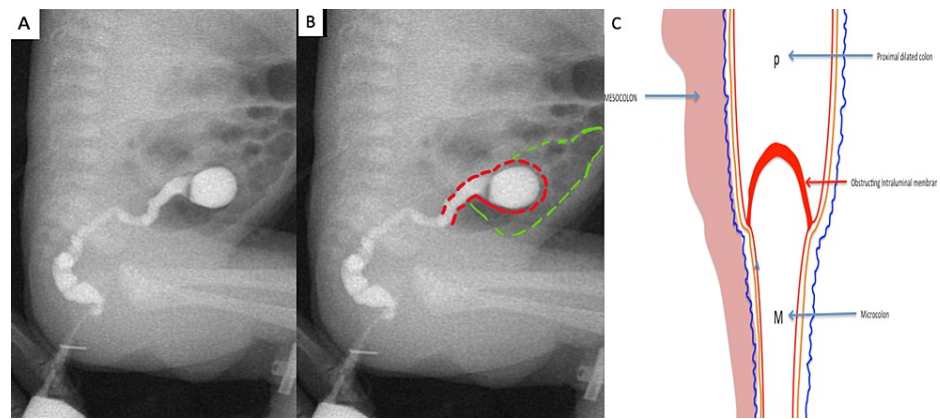 A
B
C
p
Proximal dilated colon
MESOCOLON
Obstructing Intraluminal membran
M
Microcolon